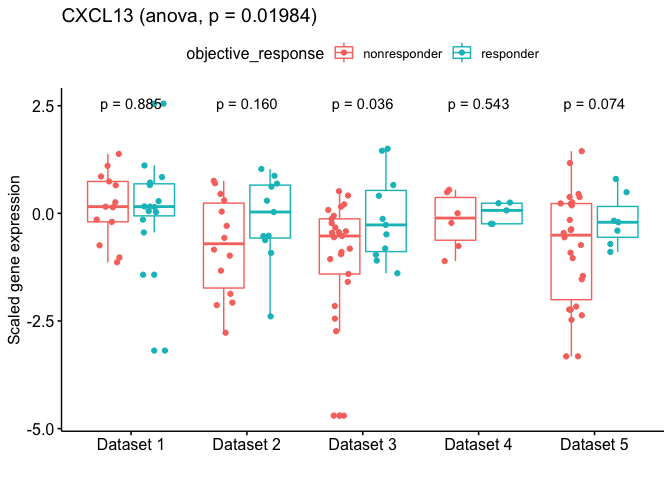 CXCL13 (anova, p = 0.01984)
objective_response nonresponder responder
Scaled gene expression
2.5
0.0
-2.5
-5.0
p = 0.885 p = 0.160 p = 0.036 p = 0.543 p = 0.074
Dataset 1 Dataset 2 Dataset 3 Dataset 4 Dataset 5